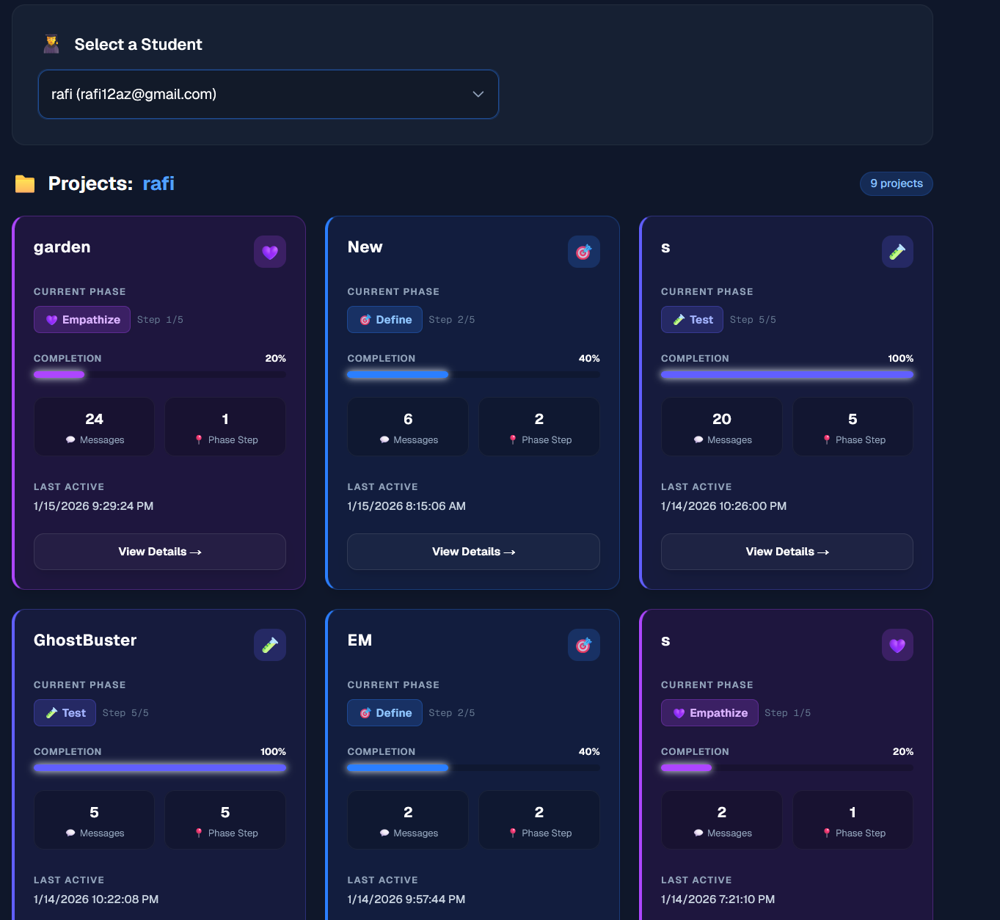 Select a Student
rafi (rafi12az@gmail.com)
Projects: rafi
9 projects
garden
CURRENT PHASE
Empathize Step 1/5
COMPLETION 20%
24
Messages
1
Phase Step
LAST ACTIVE
1/15/2026 9:29:24 PM
View Details →
New
CURRENT PHASE
Define Step 2/5
COMPLETION 40%
6
Messages
2
Phase Step
LAST ACTIVE
1/15/2026 8:15:06 AM
View Details →
s
CURRENT PHASE
Test Step 5/5
COMPLETION 100%
20
Messages
5
Phase Step
LAST ACTIVE
1/14/2026 10:26:00 PM
View Details →
GhostBuster
CURRENT PHASE
Test Step 5/5
COMPLETION 100%
5
Messages
5
Phase Step
LAST ACTIVE
1/14/2026 10:22:08 PM
EM
CURRENT PHASE
Define Step 2/5
COMPLETION 40%
2
Messages
2
Phase Step
LAST ACTIVE
1/14/2026 9:57:44 PM
s
CURRENT PHASE
Empathize Step 1/5
COMPLETION 20%
2
Messages
1
Phase Step
LAST ACTIVE
1/14/2026 7:21:10 PM